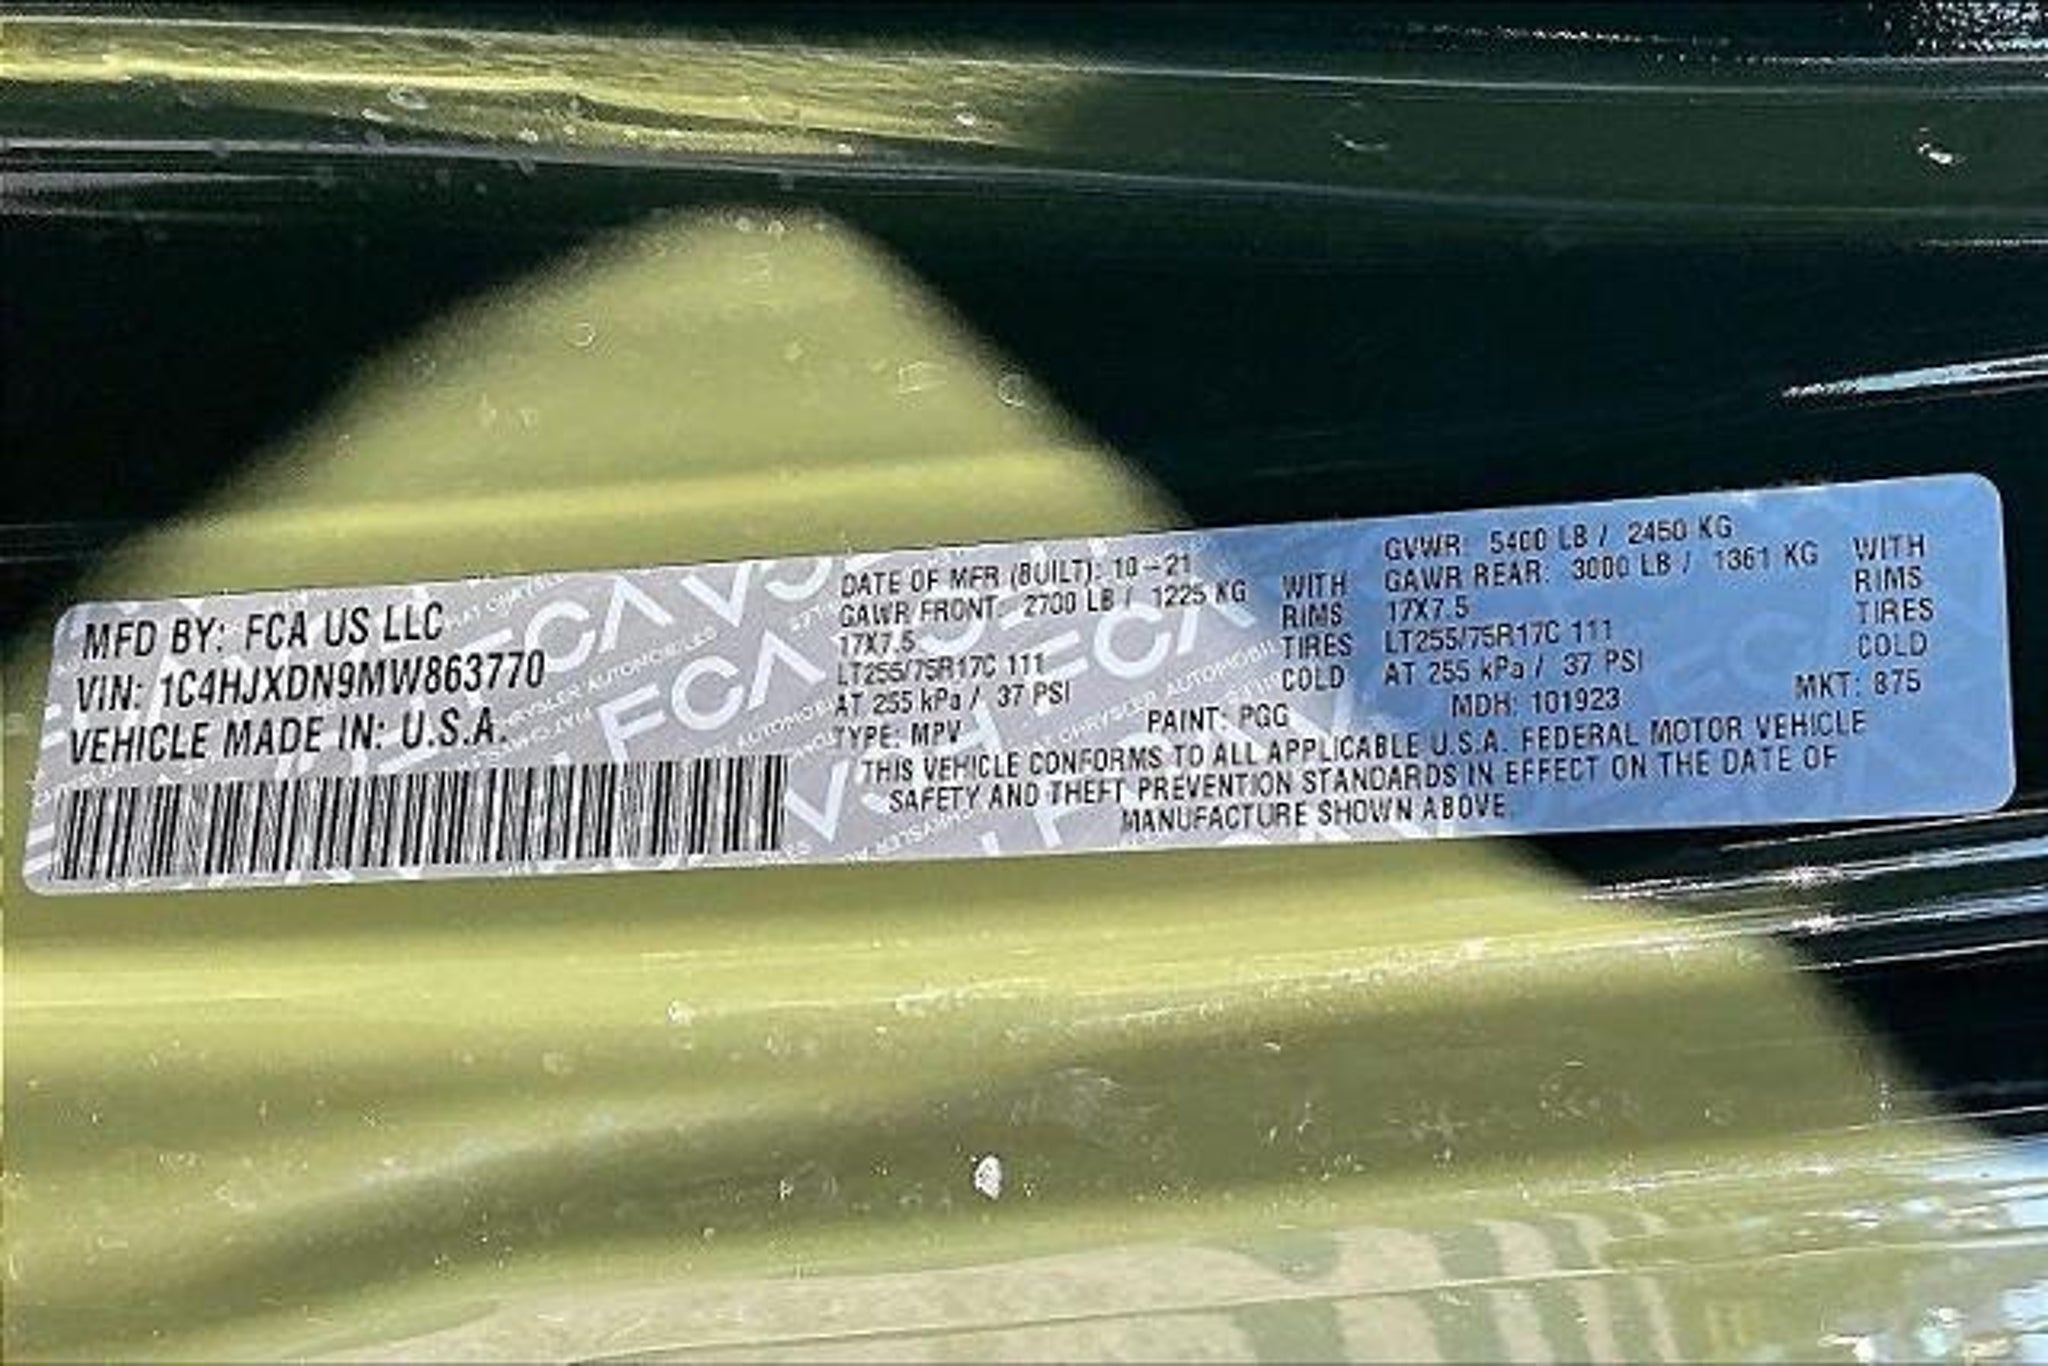 MFD BY: FCA US LLC
VIN: 1C4HJXDN9MW863770
VEHICLE MADE IN: U.S.A.
DATE OF MFR (BUILT): 10-21
GAWR FRONT: 2700 LB / 1225 KG WITH
17X7.5 RIMS
LT255/75R17C 111 TIRES
AT 255 kPa / 37 PSI COLD
GVWR: 5400 LB / 2450 KG
GAWR REAR: 3000 LB / 1361 KG WITH
17X7.5 RIMS
LT255/75R17C 111 TIRES
AT 255 kPa / 37 PSI COLD
TYPE: MPV PAINT: PGG MDH: 101923 MKT: 875
THIS VEHICLE CONFORMS TO ALL APPLICABLE U.S.A. FEDERAL MOTOR VEHICLE
SAFETY AND THEFT PREVENTION STANDARDS IN EFFECT ON THE DATE OF
MANUFACTURE SHOWN ABOVE.